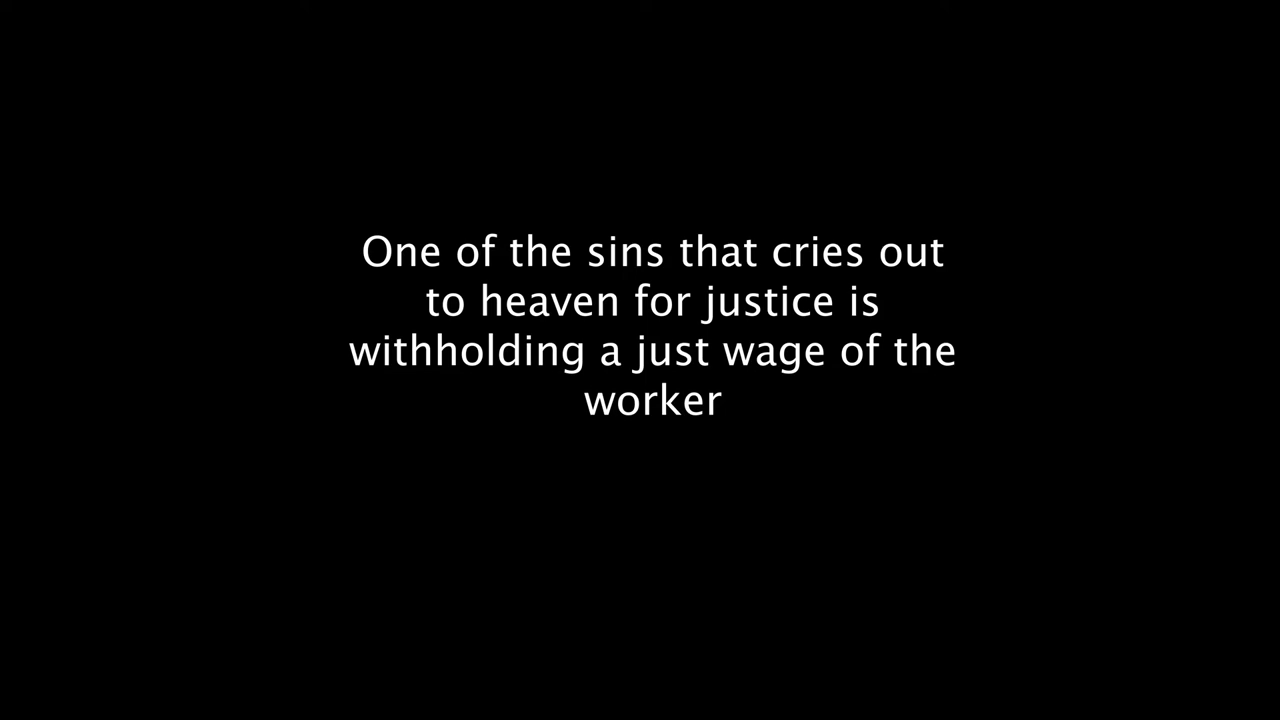 One of the sins that cries out
to heaven for justice is
withholding a just wage of the
worker